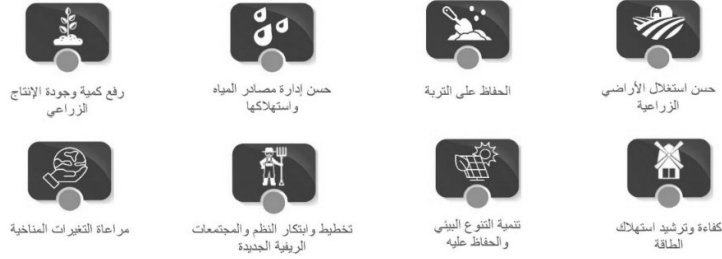 حسن استغلال الأراضي
الزراعية
الحفاظ على التربة
حسن إدارة مصادر المياه
واستهلاكها
رفع كمية وجودة الإنتاج
الزراعي
كفاءة وترشيد استهلاك
الطاقة
تنمية التنوع البيئي
والحفاظ عليه
تخطيط وابتكار النظم والمجتمعات
الريفية الجديدة
مراعاة التغيرات المناخية